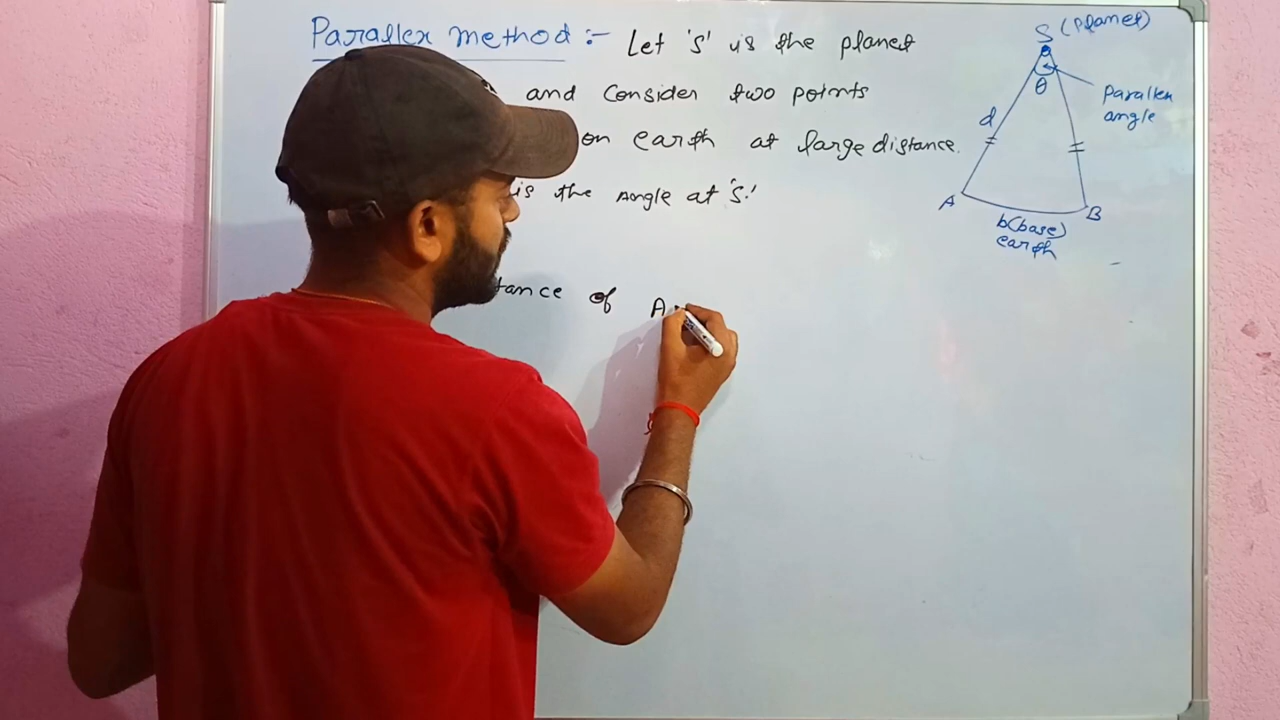 Parallex method :- Let 's' is the planet
and consider two points
on earth at large distance.
is the Angle at 's'.
tance of A
S (Planet)
θ
Parallex
angle
d
A
B
b(base)
earth